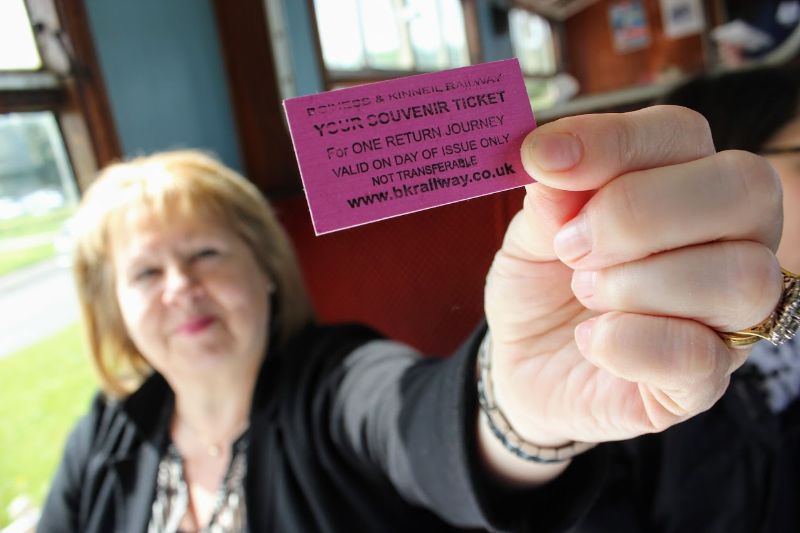 BO'NESS & KINNEIL RAILWAY
YOUR SOUVENIR TICKET
For ONE RETURN JOURNEY
VALID ON DAY OF ISSUE ONLY
NOT TRANSFERABLE
www.bkrailway.co.uk